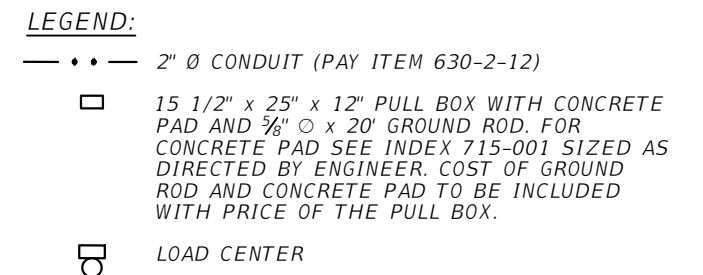 LEGEND:
2" Ø CONDUIT (PAY ITEM 630-2-12)
15 1/2" x 25" x 12" PULL BOX WITH CONCRETE
PAD AND 5/8" ∅ x 20' GROUND ROD. FOR
CONCRETE PAD SEE INDEX 715-001 SIZED AS
DIRECTED BY ENGINEER. COST OF GROUND
ROD AND CONCRETE PAD TO BE INCLUDED
WITH PRICE OF THE PULL BOX.
LOAD CENTER